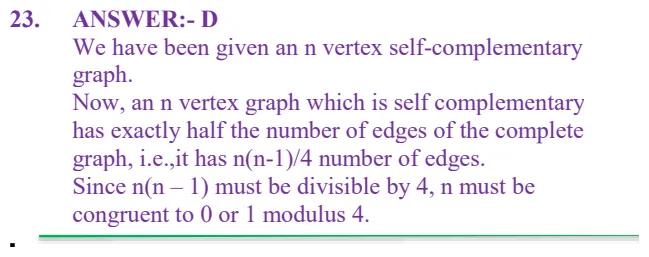 23. ANSWER:- D
We have been given an n vertex self-complementary
graph.
Now, an n vertex graph which is self complementary
has exactly half the number of edges of the complete
graph, i.e.,it has n(n-1)/4 number of edges.
Since n(n – 1) must be divisible by 4, n must be
congruent to 0 or 1 modulus 4.